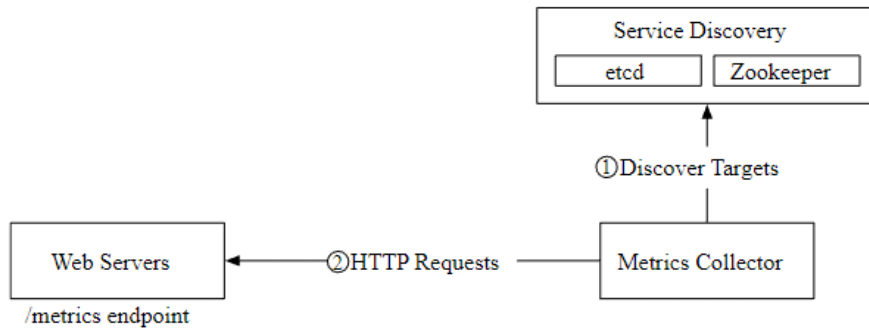 Service Discovery
etcd
Zookeeper
①Discover Targets
Web Servers
②HTTP Requests
Metrics Collector
/metrics endpoint